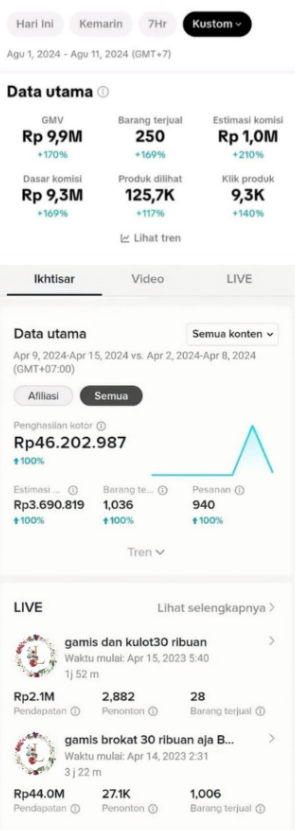 Hari Ini Kemarin 7Hr Kustom
Agu 1, 2024 - Agu 11, 2024 (GMT+7)
Data utama
GMV Barang terjual Estimasi komisi
Rp 9,9M 250 Rp 1,0M
+170% +169% +210%
Dasar komisi Produk dilihat Klik produk
Rp 9,3M 125,7K 9,3K
+169% +117% +140%
Lihat tren
Ikhtisar Video LIVE
Data utama Semua konten
Apr 9, 2024-Apr 15, 2024 vs. Apr 2, 2024-Apr 8, 2024
(GMT+07:00)
Afiliasi Semua
Penghasilan kotor
Rp46.202.987
100%
Estimasi ... Barang te... Pesanan
Rp3.690.819 1,036 940
100% 100% 100%
Tren
LIVE Lihat selengkapnya
gamis dan kulot30 ribuan
Waktu mulai: Apr 15, 2023 5:40
1j 52 m
Rp2.1M 2,882 28
Pendapatan Penonton Barang terjual
gamis brokat 30 ribuan aja B...
Waktu mulai: Apr 14, 2023 2:31
3 j 22 m
Rp44.0M 27.1K 1,006
Pendapatan Penonton Barang terjual